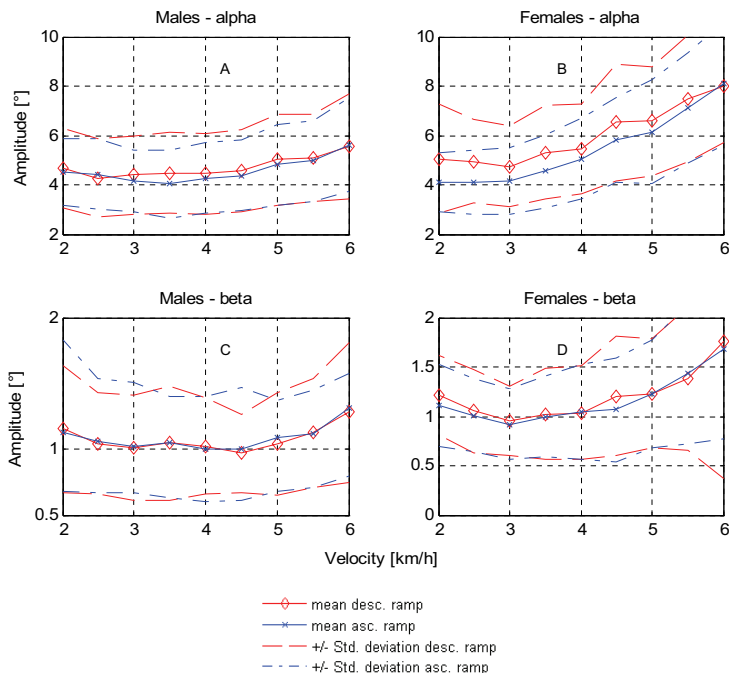 Males - alpha
Females - alpha
10
8
6
4
2
A
Amplitude [°]
2 3 4 5 6
10
8
6
4
2
B
Amplitude [°]
2 3 4 5 6
Males - beta
Females - beta
2
1
0.5
C
Amplitude [°]
2 3 4 5 6
2
1.5
1
0.5
0
D
2 3 4 5 6
Velocity [km/h]
mean desc. ramp
mean asc. ramp
+/- Std. deviation desc. ramp
+/- Std. deviation asc. ramp